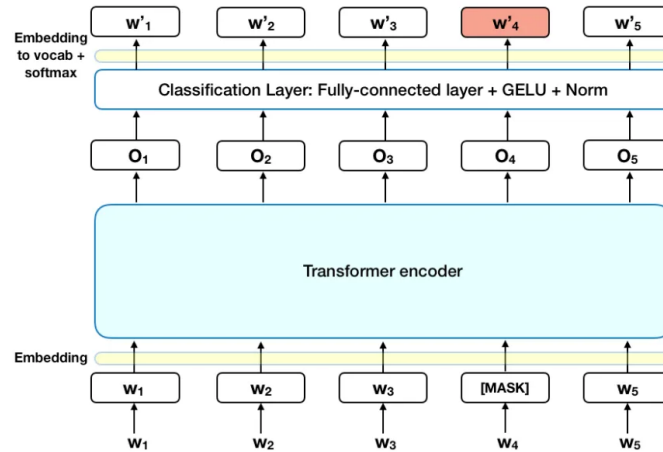 Embedding
to vocab +
softmax
w'₁ w'₂ w'₃ w'₄ w'₅
Classification Layer: Fully-connected layer + GELU + Norm
O₁ O₂ O₃ O₄ O₅
Transformer encoder
Embedding
w₁ w₂ w₃ [MASK] w₅
w₁ w₂ w₃ w₄ w₅